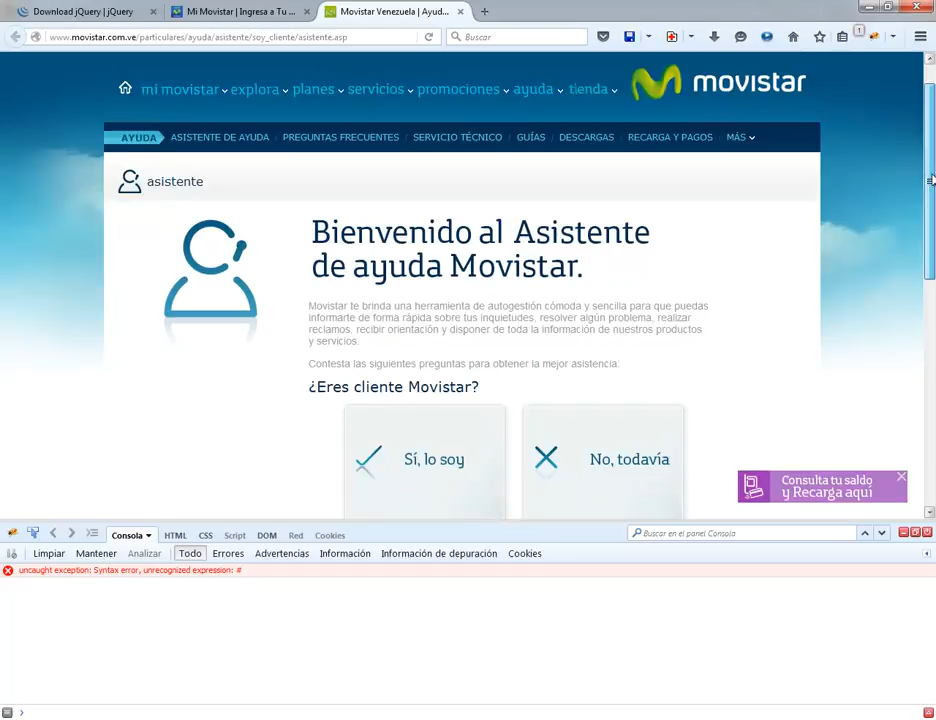 Download jQuery | jQuery
Mi Movistar | Ingresa a Tu ...
Movistar Venezuela | Ayud...
www.movistar.com.ve/particulares/ayuda/asistente/soy_cliente/asistente.asp
Buscar
1
mi movistar explora planes servicios promociones ayuda tienda
movistar
AYUDA ASISTENTE DE AYUDA PREGUNTAS FRECUENTES SERVICIO TÉCNICO GUÍAS DESCARGAS RECARGA Y PAGOS MÁS
asistente
Bienvenido al Asistente
de ayuda Movistar.
Movistar te brinda una herramienta de autogestión cómoda y sencilla para que puedas
informarte de forma rápida sobre tus inquietudes, resolver algún problema, realizar
reclamos, recibir orientación y disponer de toda la información de nuestros productos
y servicios.
Contesta las siguientes preguntas para obtener la mejor asistencia:
¿Eres cliente Movistar?
Sí, lo soy
No, todavía
Consulta tu saldo
y Recarga aquí
Consola HTML CSS Script DOM Red Cookies
Buscar en el panel Consola
Limpiar Mantener Analizar Todo Errores Advertencias Información Información de depuración Cookies
uncaught exception: Syntax error, unrecognized expression: #